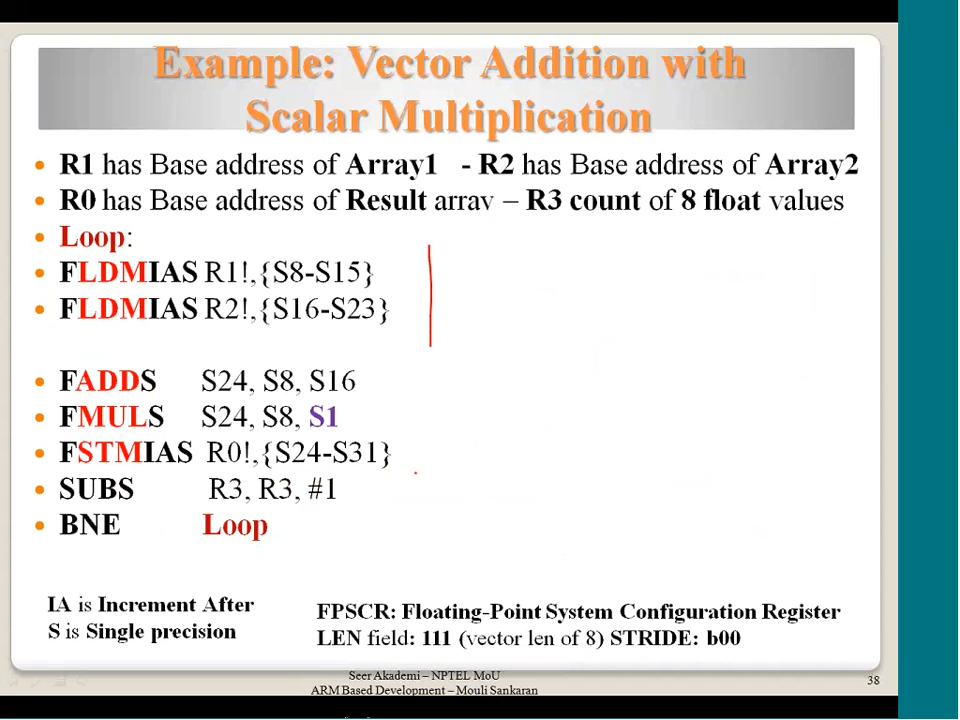 Example: Vector Addition with
Scalar Multiplication
• R1 has Base address of Array1 - R2 has Base address of Array2
• R0 has Base address of Result array – R3 count of 8 float values
• Loop:
• FLDMIAS R1!,{S8-S15}
• FLDMIAS R2!,{S16-S23}
• FADDS S24, S8, S16
• FMULS S24, S8, S1
• FSTMIAS R0!,{S24-S31}
• SUBS R3, R3, #1
• BNE Loop
IA is Increment After
S is Single precision
FPSCR: Floating-Point System Configuration Register
LEN field: 111 (vector len of 8) STRIDE: b00
Seer Akademi – NPTEL MoU
ARM Based Development – Mouli Sankaran
38